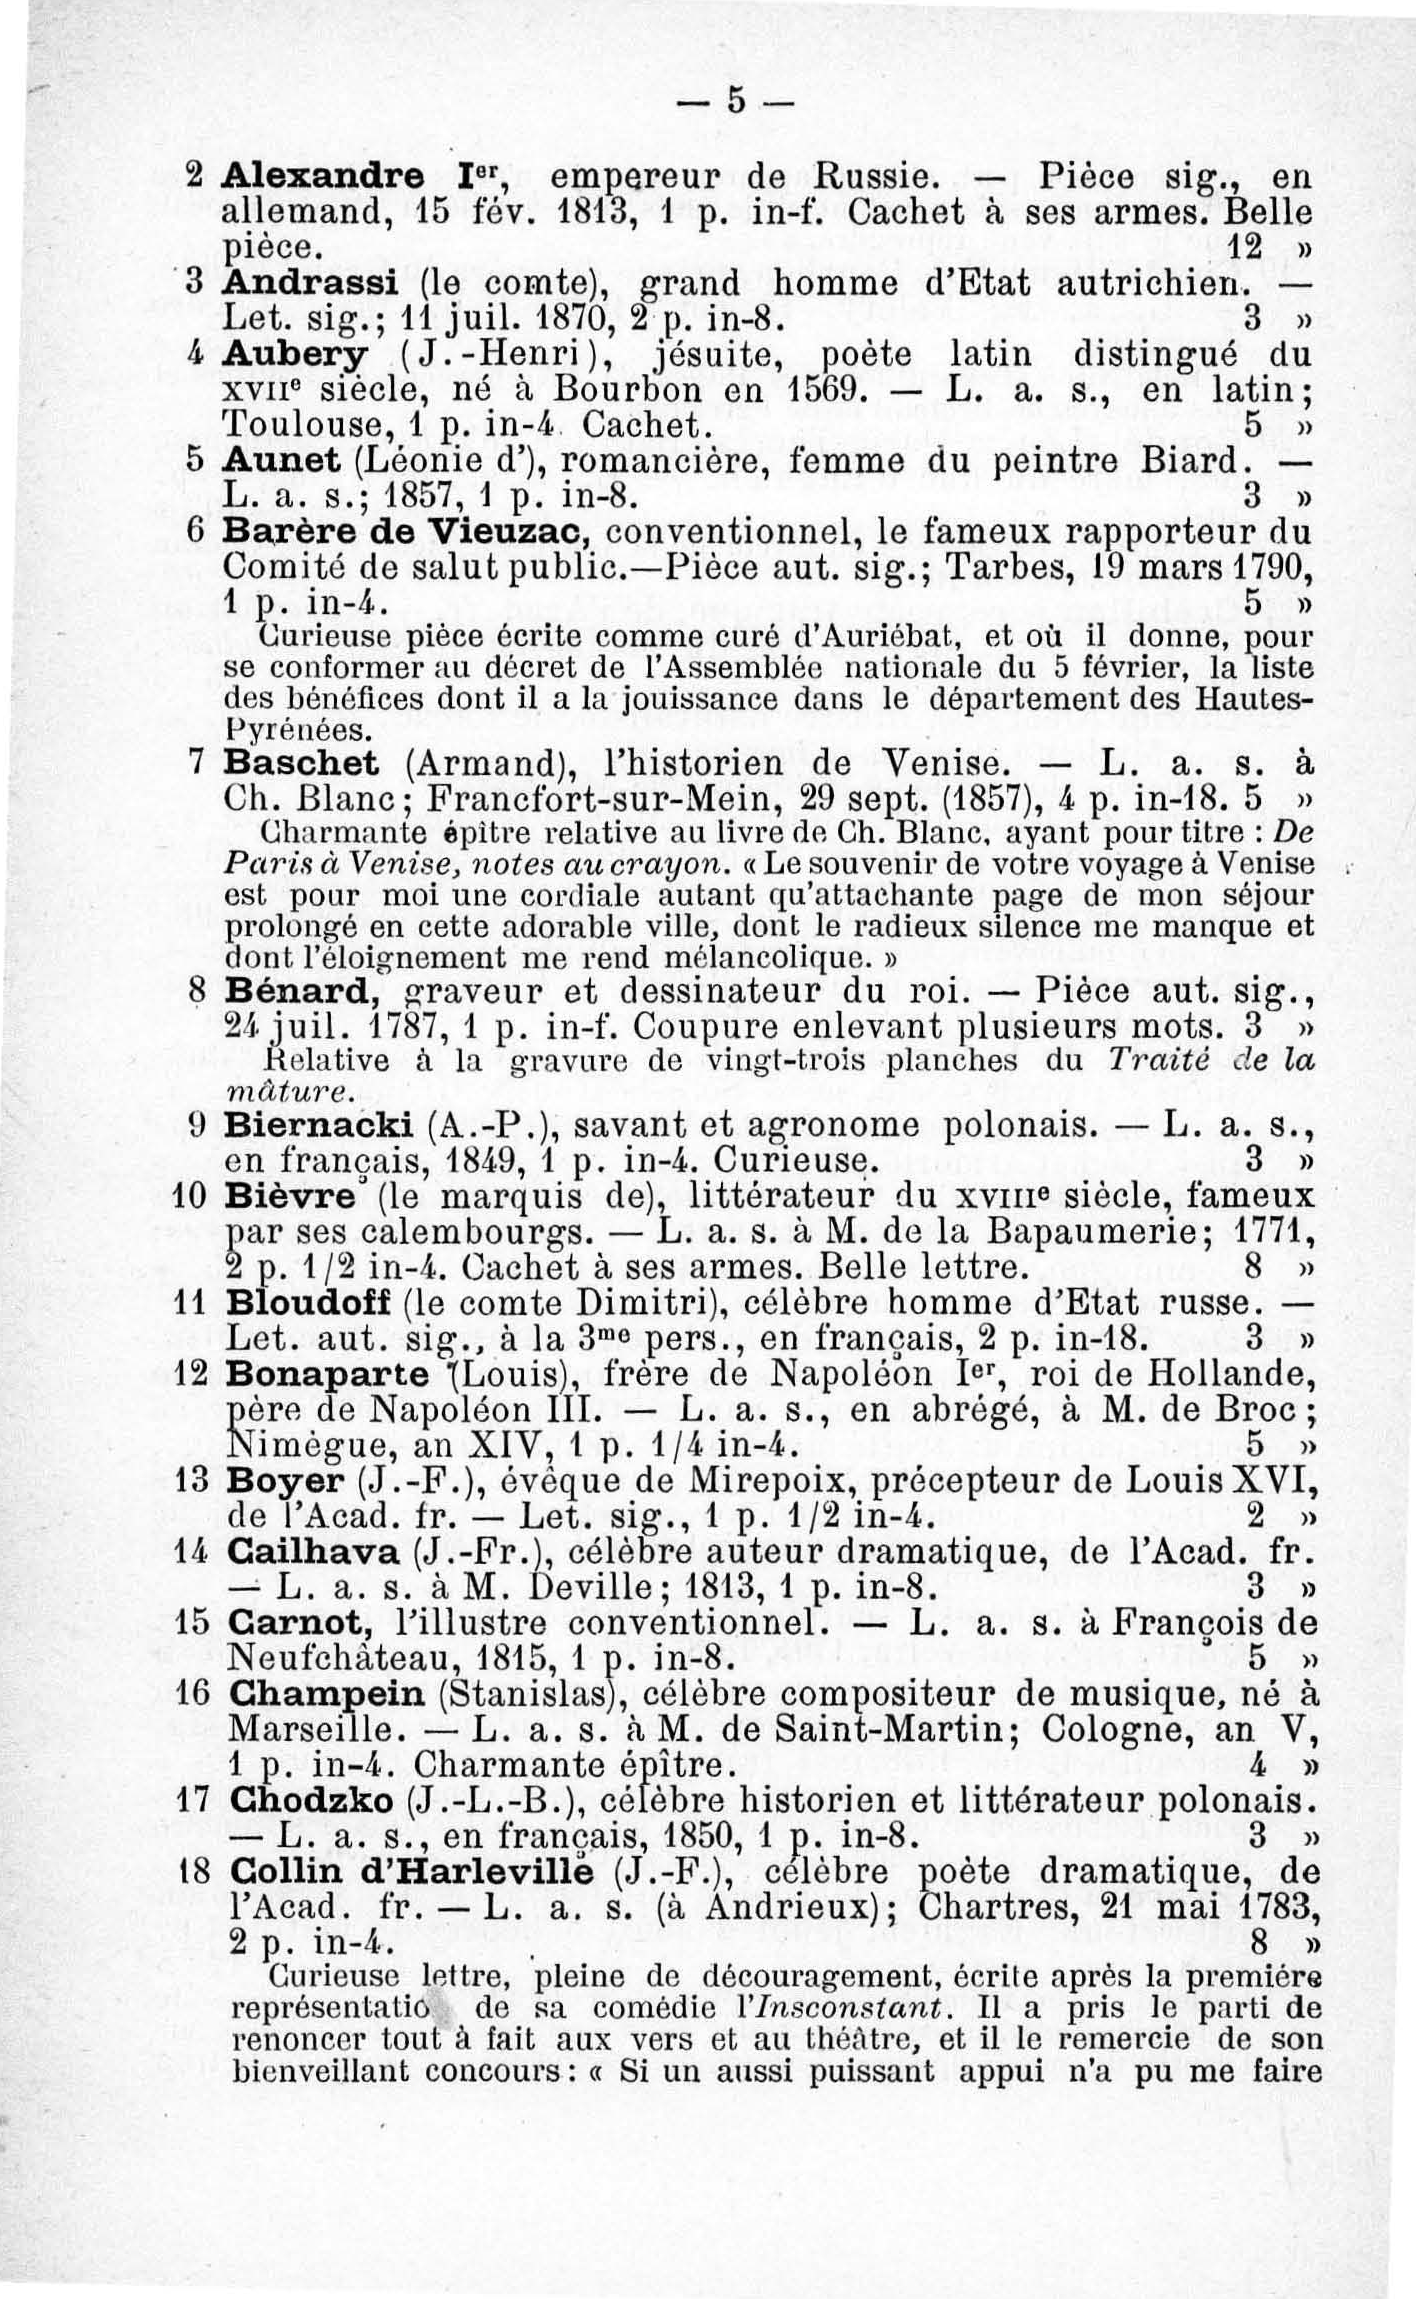 — 5 —
2 Alexandre Ier, empereur de Russie. — Pièce sig., en
allemand, 15 fév. 1813, 1 p. in-f. Cachet à ses armes. Belle
pièce. 12 »
3 Andrassi (le comte), grand homme d'Etat autrichien. —
Let. sig.; 11 juil. 1870, 2 p. in-8. 3 »
4 Aubery (J.-Henri), jésuite, poète latin distingué du
XVIIe siècle, né à Bourbon en 1569. — L. a. s., en latin;
Toulouse, 1 p. in-4. Cachet. 5 »
5 Aunet (Léonie d'), romancière, femme du peintre Biard. —
L. a. s.; 1857, 1 p. in-8. 3 »
6 Barère de Vieuzac, conventionnel, le fameux rapporteur du
Comité de salut public.—Pièce aut. sig.; Tarbes, 19 mars 1790,
1 p. in-4. 5 »
Curieuse pièce écrite comme curé d'Auriébat, et où il donne, pour
se conformer au décret de l'Assemblée nationale du 5 février, la liste
des bénéfices dont il a la jouissance dans le département des Hautes-
Pyrénées.
7 Baschet (Armand), l'historien de Venise. — L. a. s. à
Ch. Blanc; Francfort-sur-Mein, 29 sept. (1857), 4 p. in-18. 5 »
Charmante épître relative au livre de Ch. Blanc, ayant pour titre : De
Paris à Venise, notes au crayon. « Le souvenir de votre voyage à Venise
est pour moi une cordiale autant qu'attachante page de mon séjour
prolongé en cette adorable ville, dont le radieux silence me manque et
dont l'éloignement me rend mélancolique. »
8 Bénard, graveur et dessinateur du roi. — Pièce aut. sig.,
24 juil. 1787, 1 p. in-f. Coupure enlevant plusieurs mots. 3 »
Relative à la gravure de vingt-trois planches du Traité de la
mâture.
9 Biernacki (A.-P.), savant et agronome polonais. — L. a. s.,
en français, 1849, 1 p. in-4. Curieuse. 3 »
10 Bièvre (le marquis de), littérateur du XVIIIe siècle, fameux
par ses calembourgs. — L. a. s. à M. de la Bapaumerie; 1771,
2 p. 1/2 in-4. Cachet à ses armes. Belle lettre. 8 »
11 Bloudoff (le comte Dimitri), célèbre homme d'Etat russe. —
Let. aut. sig., à la 3me pers., en français, 2 p. in-18. 3 »
12 Bonaparte (Louis), frère de Napoléon Ier, roi de Hollande,
père de Napoléon III. — L. a. s., en abrégé, à M. de Broc;
Nimègue, an XIV, 1 p. 1/4 in-4. 5 »
13 Boyer (J.-F.), évêque de Mirepoix, précepteur de Louis XVI,
de l'Acad. fr. — Let. sig., 1 p. 1/2 in-4. 2 »
14 Cailhava (J.-Fr.), célèbre auteur dramatique, de l'Acad. fr.
— L. a. s. à M. Deville; 1813, 1 p. in-8. 3 »
15 Carnot, l'illustre conventionnel. — L. a. s. à François de
Neufchâteau, 1815, 1 p. in-8. 5 »
16 Champein (Stanislas), célèbre compositeur de musique, né à
Marseille. — L. a. s. à M. de Saint-Martin; Cologne, an V,
1 p. in-4. Charmante épître. 4 »
17 Chodzko (J.-L.-B.), célèbre historien et littérateur polonais.
— L. a. s., en français, 1850, 1 p. in-8. 3 »
18 Collin d'Harleville (J.-F.), célèbre poète dramatique, de
l'Acad. fr. — L. a. s. (à Andrieux); Chartres, 21 mai 1783,
2 p. in-4. 8 »
Curieuse lettre, pleine de découragement, écrite après la première
représentatio de sa comédie l'Insconstant. Il a pris le parti de
renoncer tout à fait aux vers et au théâtre, et il le remercie de son
bienveillant concours : « Si un aussi puissant appui n'a pu me faire